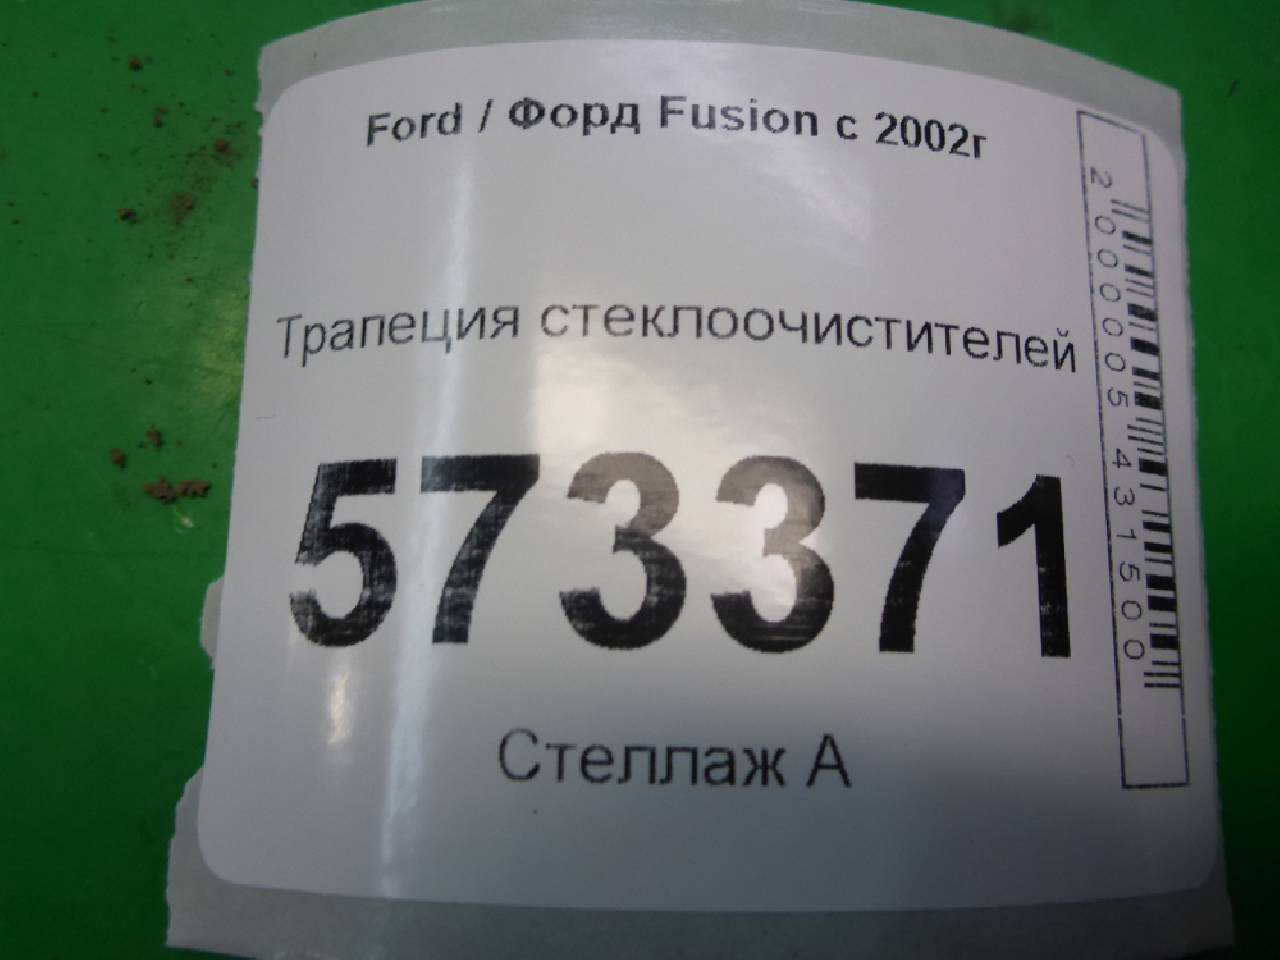 Ford / Форд Fusion с 2002г
Трапеция стеклоочистителей
573371
Стеллаж А
2000005431500